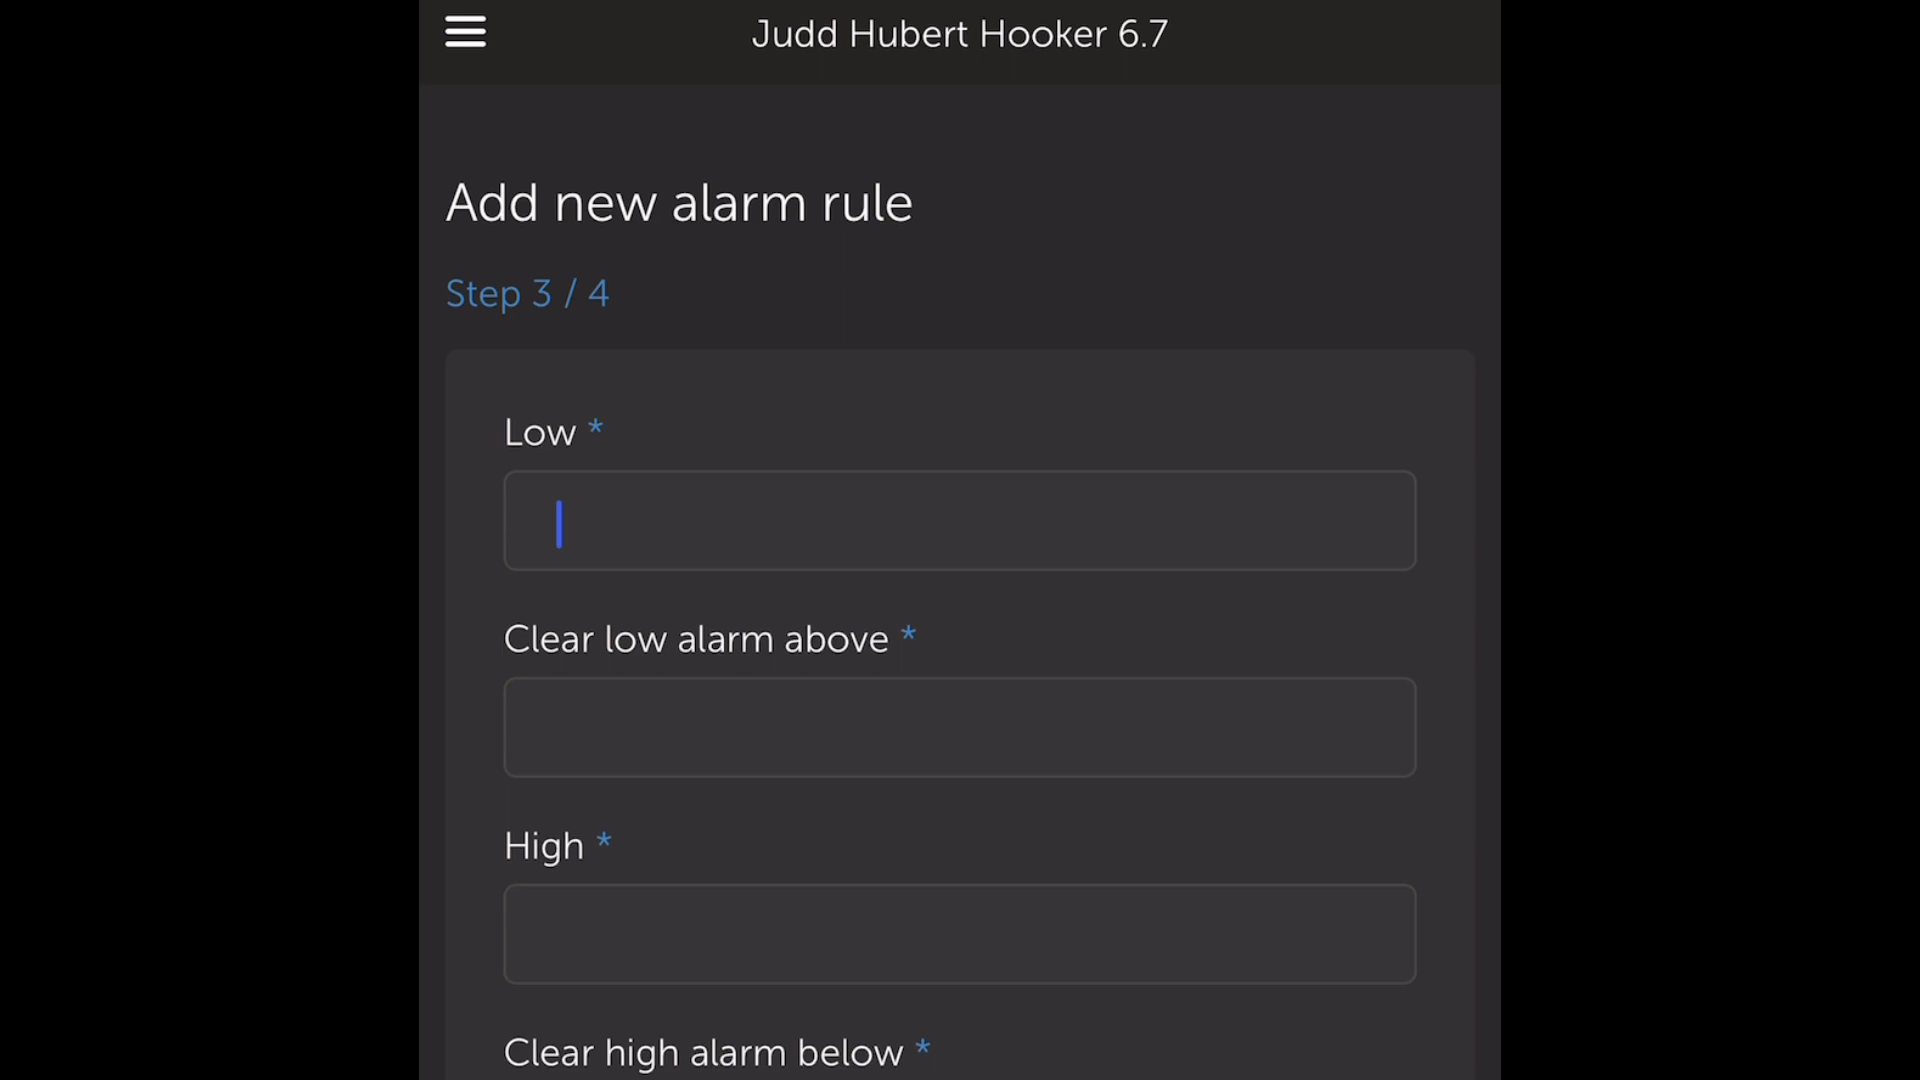 Judd Hubert Hooker 6.7
Add new alarm rule
Step 3 / 4
Low *
Clear low alarm above *
High *
Clear high alarm below *